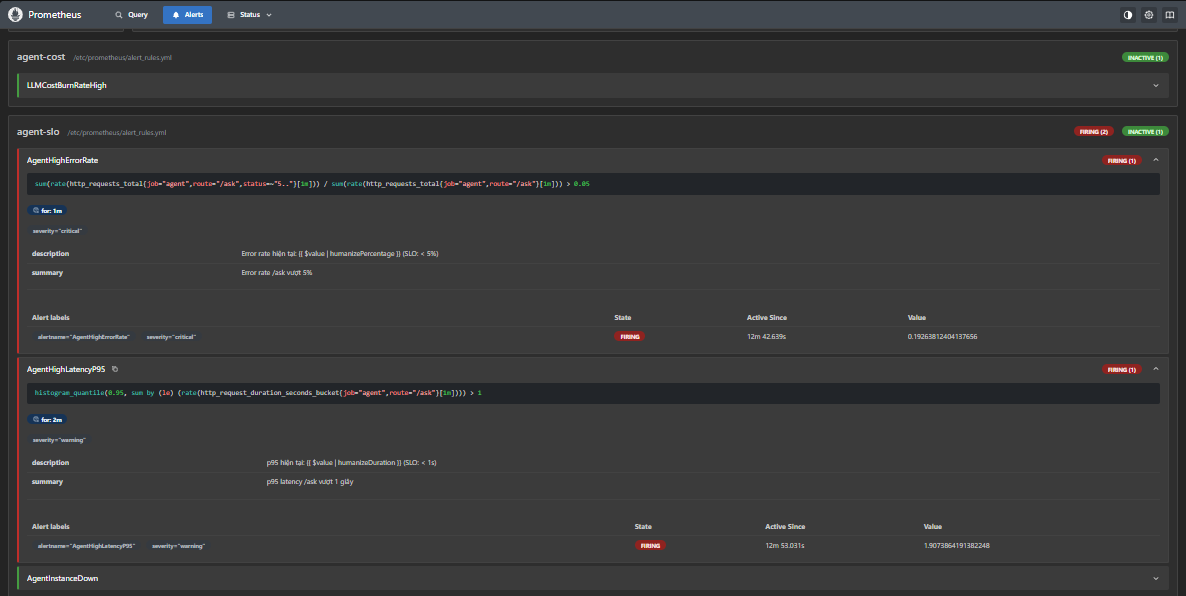 Prometheus
Query
Alerts
Status
agent-cost /etc/prometheus/alert_rules.yml
INACTIVE (1)
LLMCostBurnRateHigh
agent-slo /etc/prometheus/alert_rules.yml
FIRING (2) INACTIVE (1)
AgentHighErrorRate
FIRING (1)
sum(rate(http_requests_total{job="agent",route="/ask",status=~"5.."}[1m])) / sum(rate(http_requests_total{job="agent",route="/ask"}[1m])) > 0.05
for: 1m
severity="critical"
description Error rate hiện tại: {{ $value | humanizePercentage }} (SLO: < 5%)
summary Error rate /ask vượt 5%
Alert labels State Active Since Value
alertname="AgentHighErrorRate" severity="critical" FIRING 12m 42.639s 0.19263812404137656
AgentHighLatencyP95
FIRING (1)
histogram_quantile(0.95, sum by (le) (rate(http_request_duration_seconds_bucket{job="agent",route="/ask"}[1m]))) > 1
for: 2m
severity="warning"
description p95 hiện tại: {{ $value | humanizeDuration }} (SLO: < 1s)
summary p95 latency /ask vượt 1 giây
Alert labels State Active Since Value
alertname="AgentHighLatencyP95" severity="warning" FIRING 12m 53.031s 1.9073864191382248
AgentInstanceDown